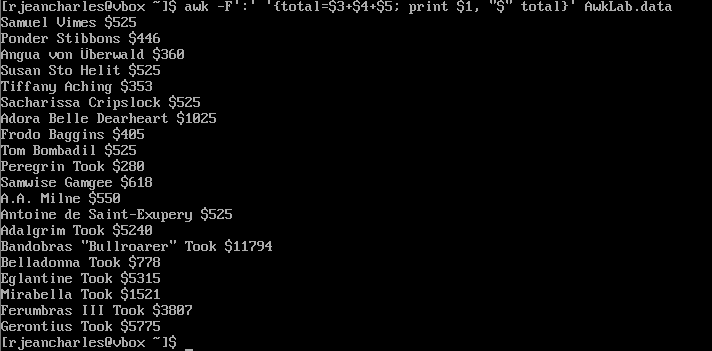 [rjeancharles@vbox ~]$ awk -F':' '{total=$3+$4+$5; print $1, "$" total}' AwkLab.data
Samuel Vimes $525
Ponder Stibbons $446
Angua von Überwald $360
Susan Sto Helit $525
Tiffany Aching $353
Sacharissa Cripslock $525
Adora Belle Dearheart $1025
Frodo Baggins $405
Tom Bombadil $525
Peregrin Took $280
Samwise Gamgee $618
A.A. Milne $550
Antoine de Saint-Exupery $525
Adalgrim Took $5240
Bandobras "Bullroarer" Took $11794
Belladonna Took $778
Eglantine Took $5315
Mirabella Took $1521
Ferumbras III Took $3807
Gerontius Took $5775
[rjeancharles@vbox ~]$ _